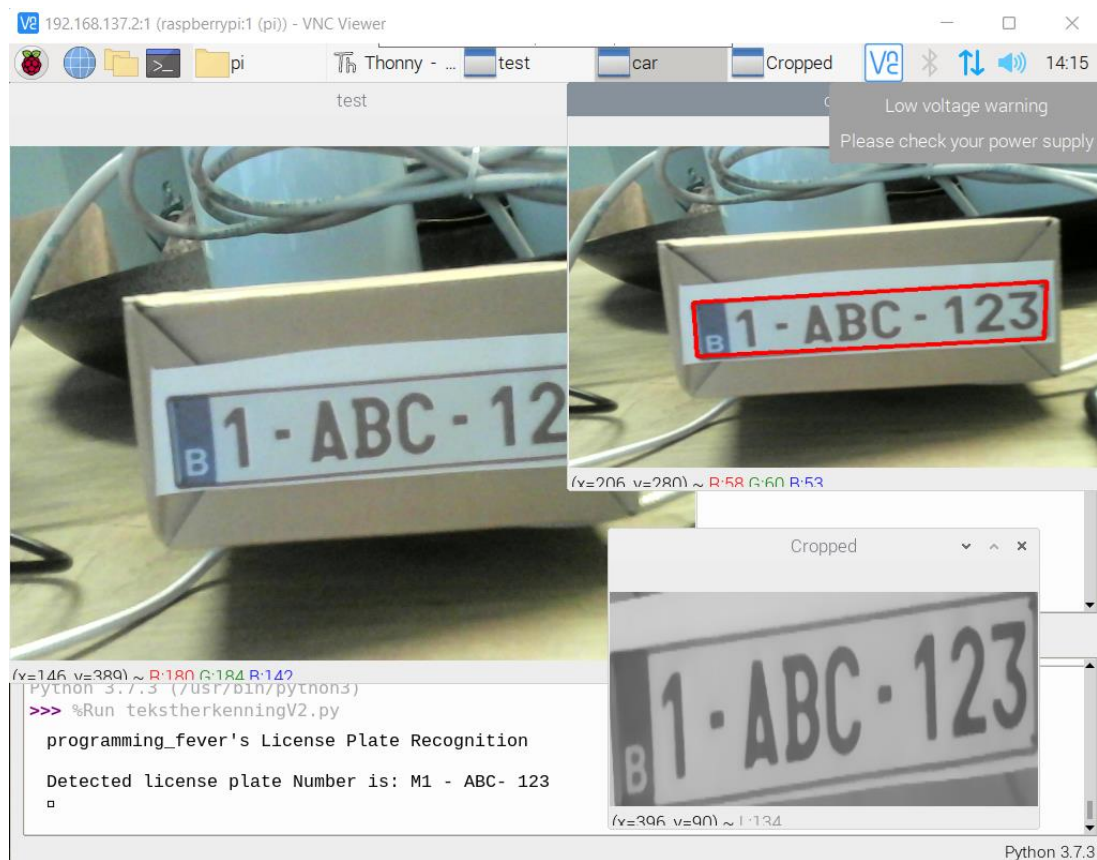 192.168.137.2:1 (raspberrypi:1 (pi)) - VNC Viewer
pi Thonny - ... test car Cropped 14:15
test
Low voltage warning
Please check your power supply
1 - ABC - 12
B
1 - ABC - 123
B
(x=206, y=280) ~ R:58 G:60 B:53
Cropped
1 - ABC - 123
B
(x=396, y=90) ~ L:134
(x=146, y=389) ~ R:180 G:184 B:142
Python 3.7.3 (/usr/bin/python3)
>>> %Run tekstherkenningV2.py
programming_fever's License Plate Recognition
Detected license plate Number is: M1 - ABC- 123
Python 3.7.3